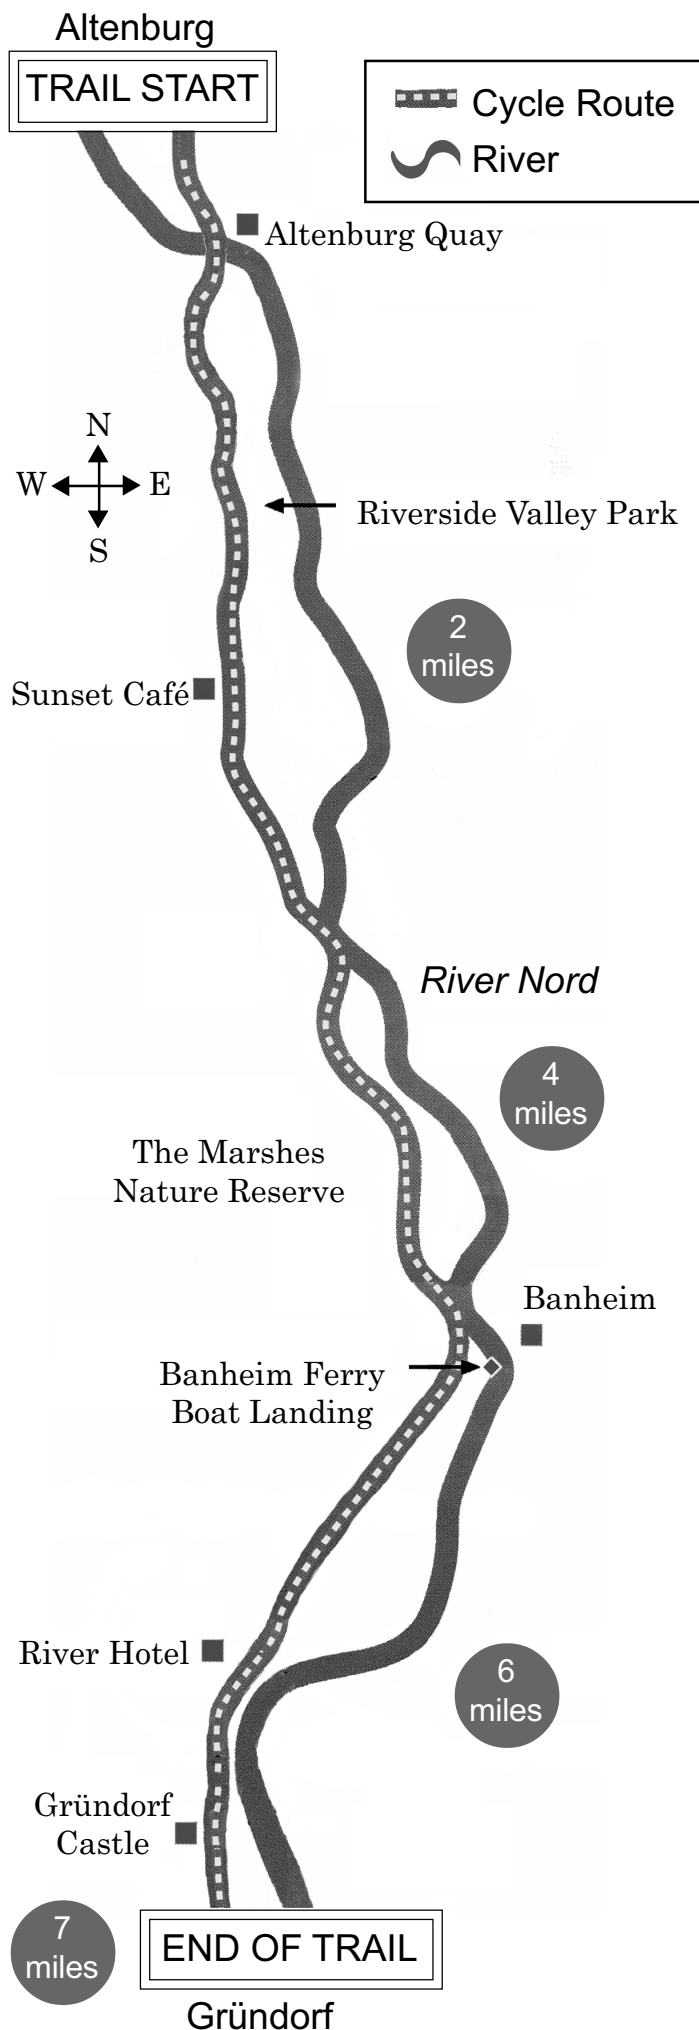 Altenburg
TRAIL START
Cycle Route
River
Altenburg Quay
N
W
E
S
Riverside Valley Park
2
miles
Sunset Café
River Nord
4
miles
The Marshes
Nature Reserve
Banheim
Banheim Ferry
Boat Landing
River Hotel
6
miles
Gründorf
Castle
7
miles
END OF TRAIL
Gründorf